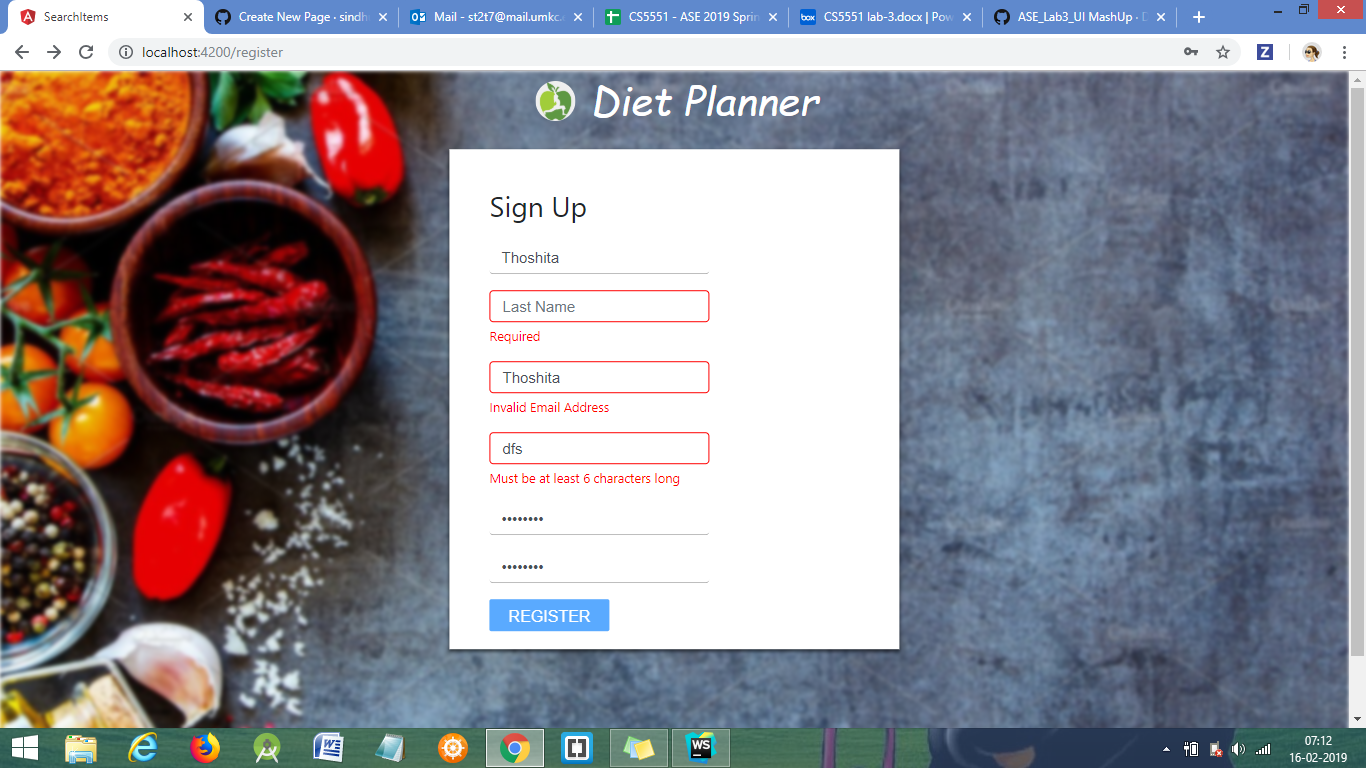 SearchItems
Create New Page · sindh
Mail - st2t7@mail.umkc.
CS5551 - ASE 2019 Sprin
CS5551 lab-3.docx | Pow
ASE_Lab3_UI MashUp · D
localhost:4200/register
Diet Planner
Sign Up
Thoshita
Last Name
Required
Thoshita
Invalid Email Address
dfs
Must be at least 6 characters long
••••••••
••••••••
REGISTER
07:12
16-02-2019